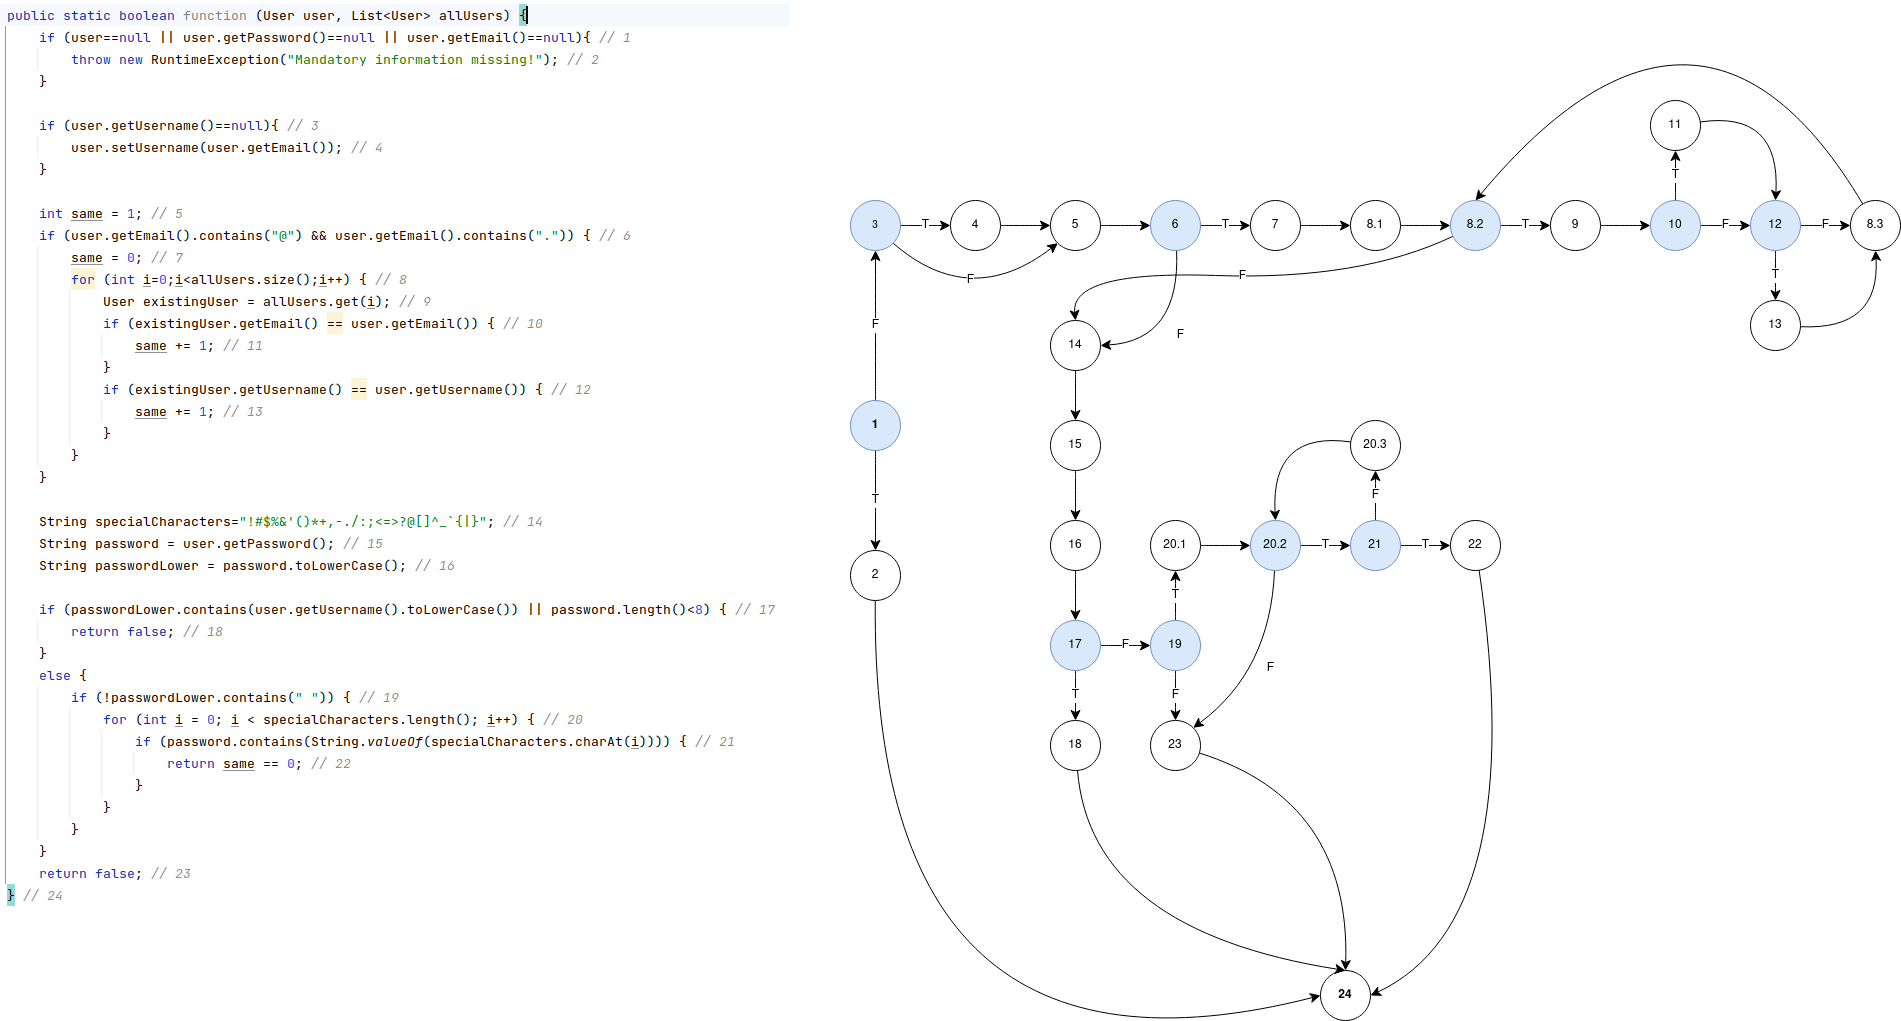 public static boolean function (User user, List<User> allUsers) {
if (user==null || user.getPassword()==null || user.getEmail()==null){ // 1
throw new RuntimeException("Mandatory information missing!"); // 2
}
if (user.getUsername()==null){ // 3
user.setUsername(user.getEmail()); // 4
}
int same = 1; // 5
if (user.getEmail().contains("@") && user.getEmail().contains(".")) { // 6
same = 0; // 7
for (int i=0;i<allUsers.size();i++) { // 8
User existingUser = allUsers.get(i); // 9
if (existingUser.getEmail() == user.getEmail()) { // 10
same += 1; // 11
}
if (existingUser.getUsername() == user.getUsername()) { // 12
same += 1; // 13
}
}
}
String specialCharacters="!#$%&'()*+,-./:;<=>?@[]^_`{|}"; // 14
String password = user.getPassword(); // 15
String passwordLower = password.toLowerCase(); // 16
if (passwordLower.contains(user.getUsername().toLowerCase()) || password.length()<8) { // 17
return false; // 18
}
else {
if (!passwordLower.contains(" ")) { // 19
for (int i = 0; i < specialCharacters.length(); i++) { // 20
if (password.contains(String.valueOf(specialCharacters.charAt(i)))) { // 21
return same == 0; // 22
}
}
}
}
return false; // 23
} // 24
11
T
3 T 4 5 6 T 7 8.1 8.2 T 9 10 F 12 F 8.3
F
F
T
F
13
F
14
1
15
20.3
T
F
16
20.1
20.2 T 21 T 22
2
T
F
17 F 19
T
F
18
23
24